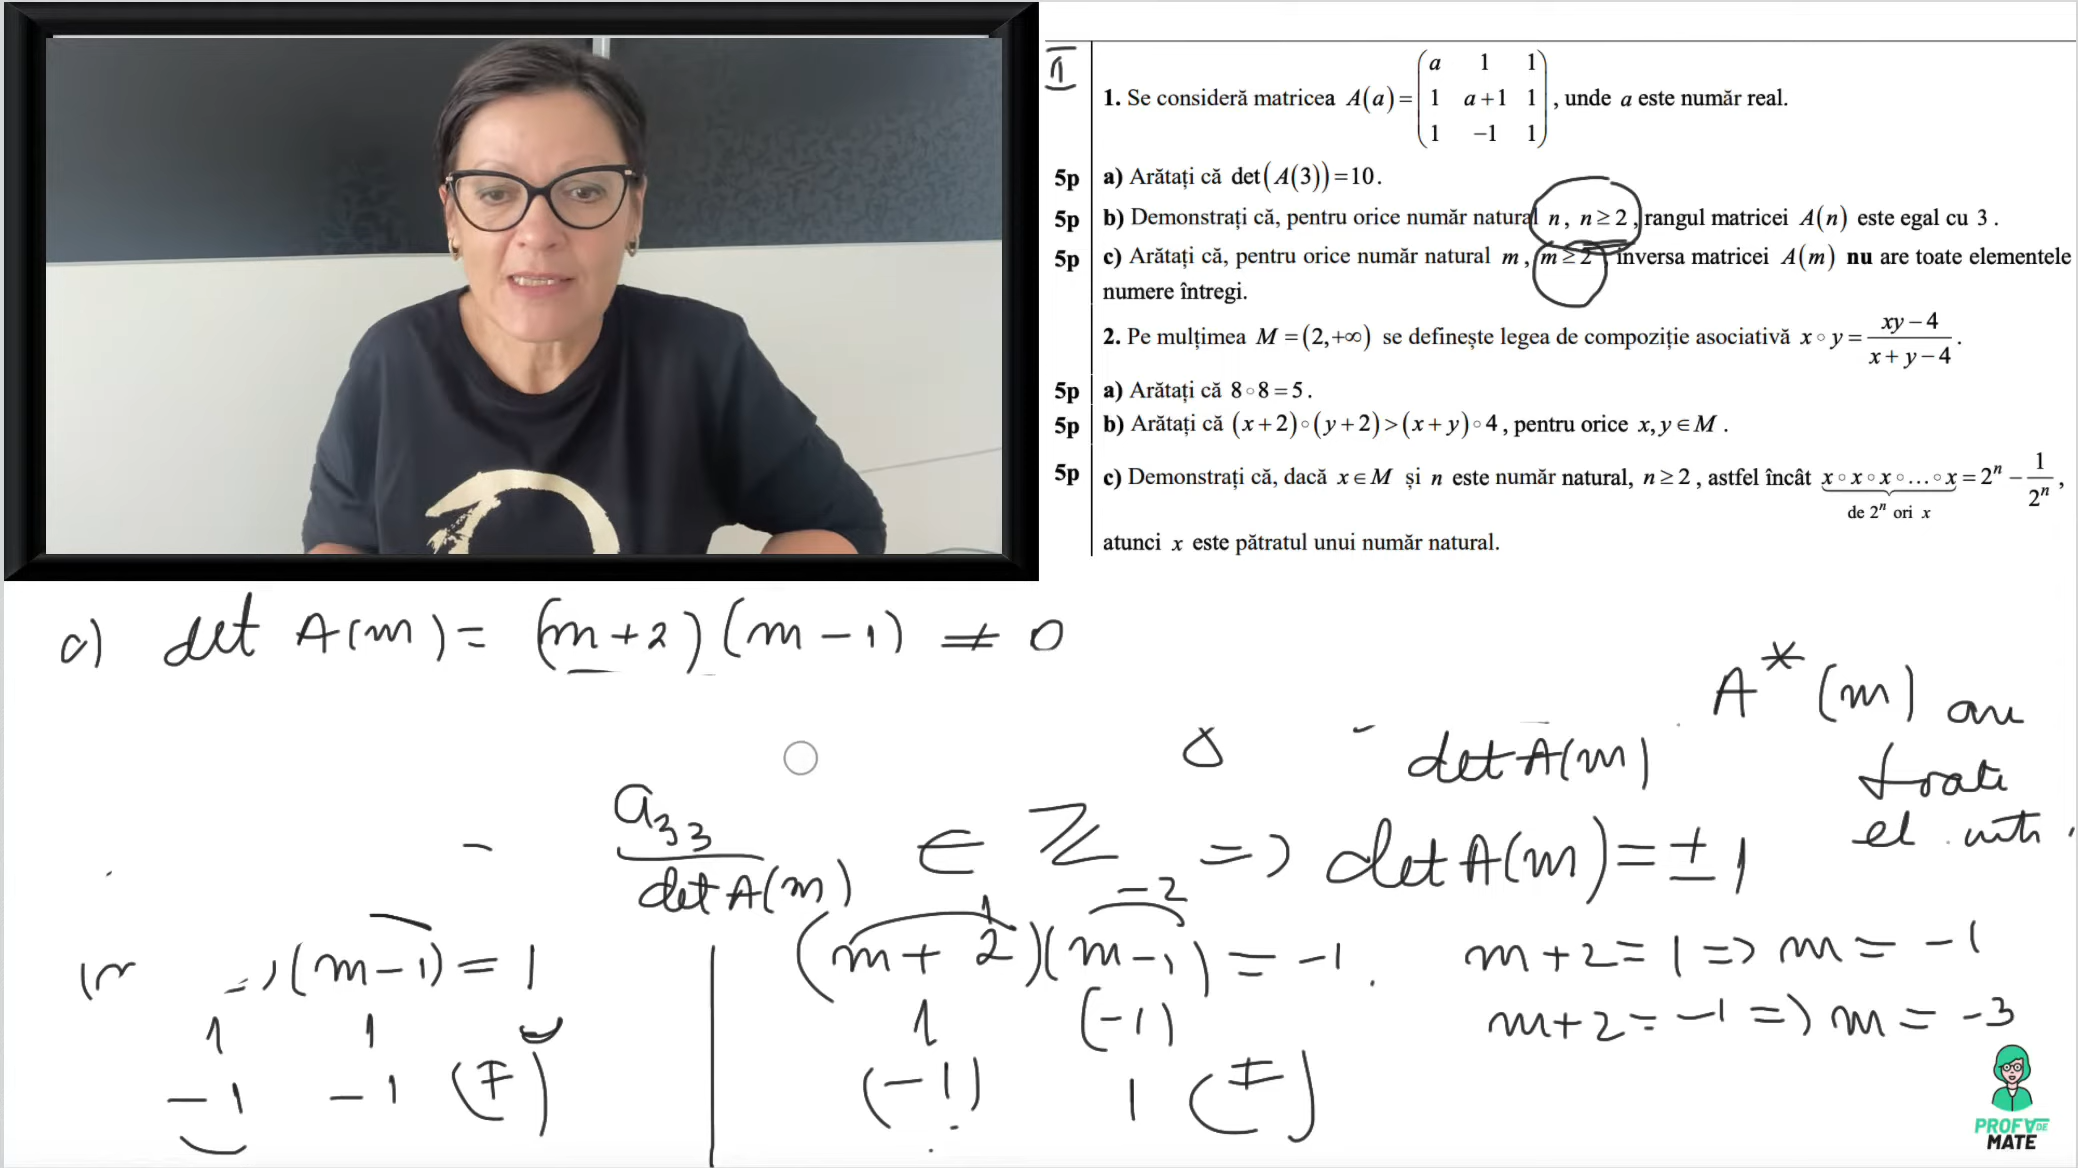 II
1. Se consideră matricea A(a) = ( a 1 1
1 a+1 1
1 −1 1 ), unde a este număr real.
5p a) Arătați că det(A(3)) = 10.
5p b) Demonstrați că, pentru orice număr natural n, n ≥ 2, rangul matricei A(n) este egal cu 3.
5p c) Arătați că, pentru orice număr natural m, m ≥ 2, inversa matricei A(m) nu are toate elementele
numere întregi.
2. Pe mulțimea M = (2,+∞) se definește legea de compoziție asociativă x∘y = (xy−4)/(x+y−4).
5p a) Arătați că 8∘8 = 5.
5p b) Arătați că (x+2)∘(y+2) > (x+y)∘4, pentru orice x, y ∈ M.
5p c) Demonstrați că, dacă x ∈ M și n este număr natural, n ≥ 2, astfel încât x∘x∘x∘...∘x = 2ⁿ − 1/2ⁿ,
de 2ⁿ ori x
atunci x este pătratul unui număr natural.
c) det A(m) = (m+2)(m−1) ≠ 0
A*(m) au
toate
det A(m)
a₃₃/det A(m) ∈ ℤ => det A(m) = ±1
=> (m−1) = 1
1 1
−1 −1 (F)
−2
(m+2)(m−1) = −1.
1 (−1)
(−1) 1 (F)
m+2 = 1 => m = −1
m+2 = −1 => m = −3
PROF DE
MATE